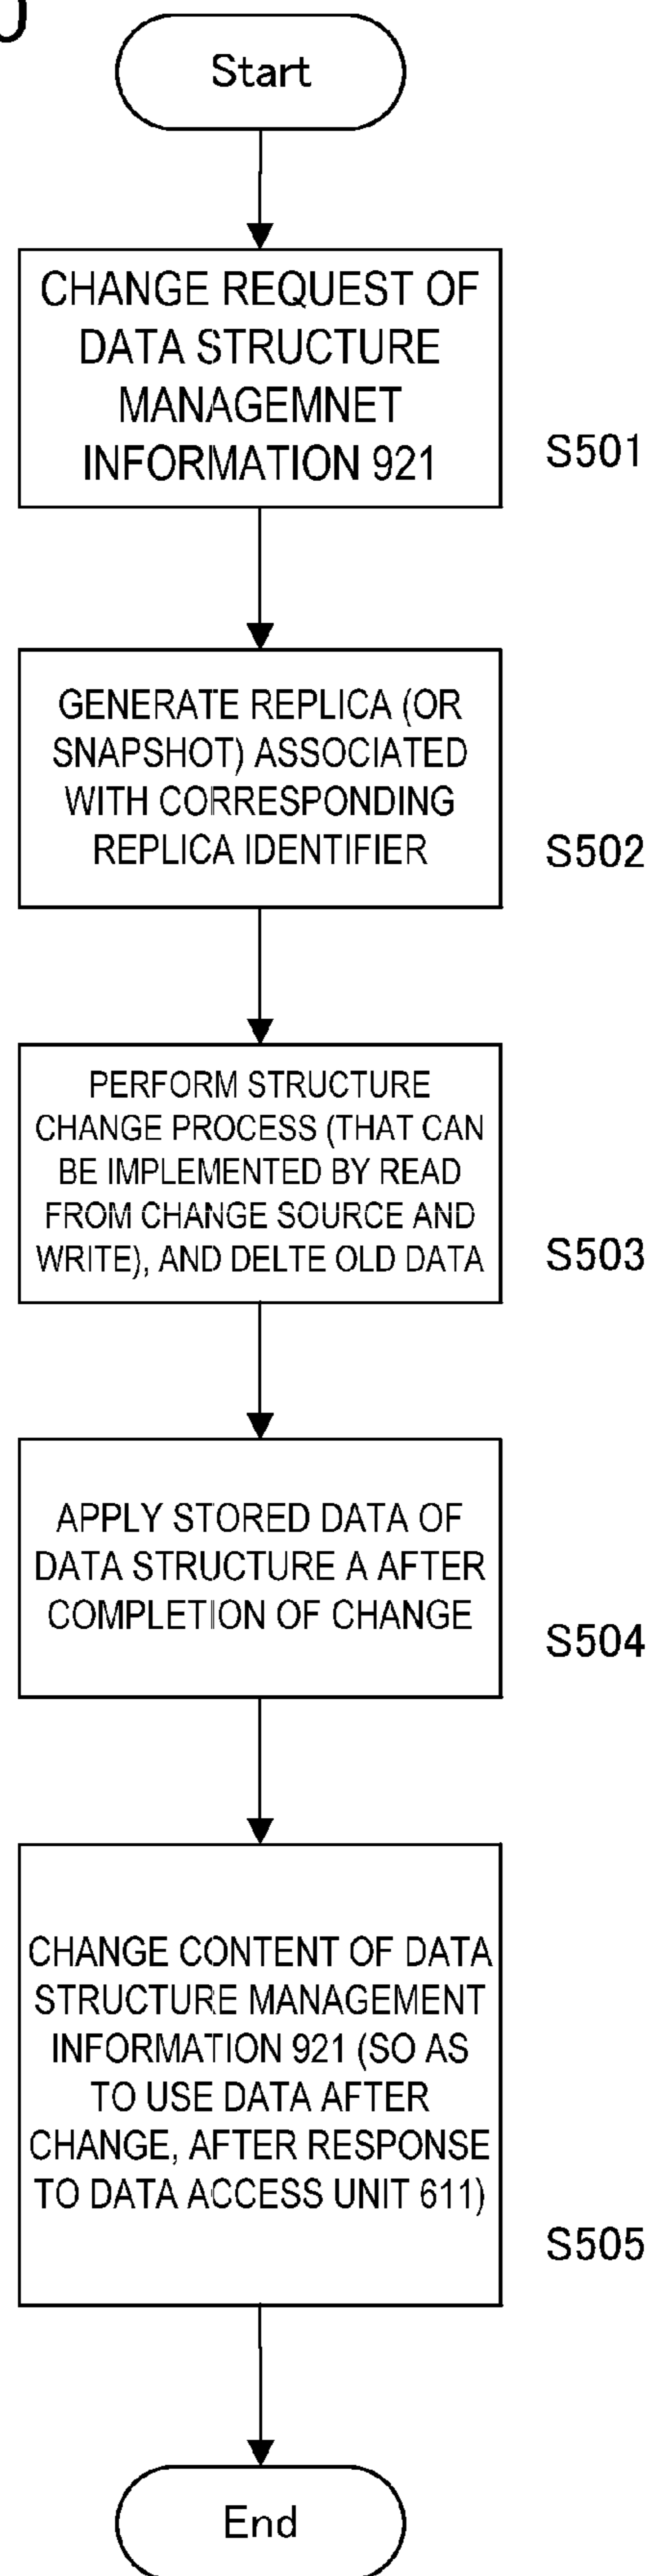 Start
CHANGE REQUEST OF
DATA STRUCTURE
MANAGEMNET
INFORMATION 921
S501
GENERATE REPLICA (OR
SNAPSHOT) ASSOCIATED
WITH CORRESPONDING
REPLICA IDENTIFIER
S502
PERFORM STRUCTURE
CHANGE PROCESS (THAT CAN
BE IMPLEMENTED BY READ
FROM CHANGE SOURCE AND
WRITE), AND DELTE OLD DATA
S503
APPLY STORED DATA OF
DATA STRUCTURE A AFTER
COMPLETION OF CHANGE
S504
CHANGE CONTENT OF DATA
STRUCTURE MANAGEMENT
INFORMATION 921 (SO AS
TO USE DATA AFTER
CHANGE, AFTER RESPONSE
TO DATA ACCESS UNIT 611)
S505
End